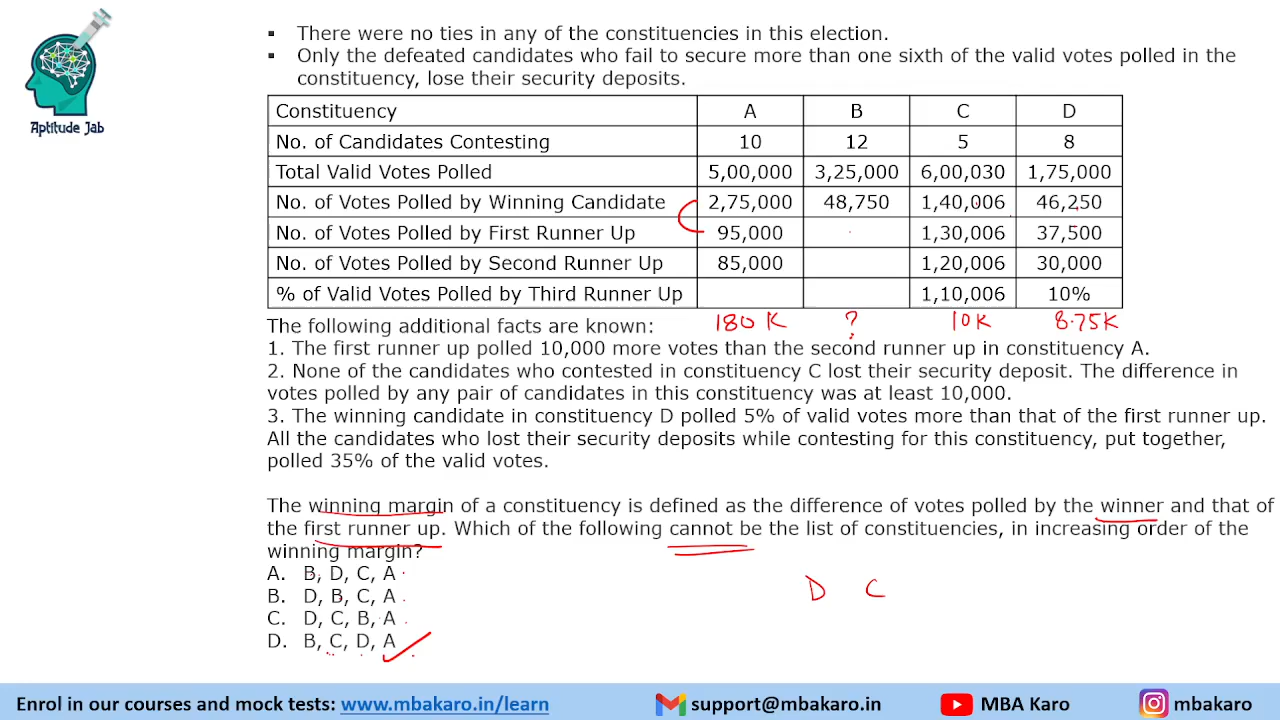 There were no ties in any of the constituencies in this election.
Only the defeated candidates who fail to secure more than one sixth of the valid votes polled in the
constituency, lose their security deposits.
Aptitude Jab
Constituency A B C D
No. of Candidates Contesting 10 12 5 8
Total Valid Votes Polled 5,00,000 3,25,000 6,00,030 1,75,000
No. of Votes Polled by Winning Candidate 2,75,000 48,750 1,40,006 46,250
No. of Votes Polled by First Runner Up 95,000 1,30,006 37,500
No. of Votes Polled by Second Runner Up 85,000 1,20,006 30,000
% of Valid Votes Polled by Third Runner Up 1,10,006 10%
180 K ? 10K 8.75K
The following additional facts are known:
1. The first runner up polled 10,000 more votes than the second runner up in constituency A.
2. None of the candidates who contested in constituency C lost their security deposit. The difference in
votes polled by any pair of candidates in this constituency was at least 10,000.
3. The winning candidate in constituency D polled 5% of valid votes more than that of the first runner up.
All the candidates who lost their security deposits while contesting for this constituency, put together,
polled 35% of the valid votes.
The winning margin of a constituency is defined as the difference of votes polled by the winner and that of
the first runner up. Which of the following cannot be the list of constituencies, in increasing order of the
winning margin?
A. B, D, C, A
B. D, B, C, A
C. D, C, B, A
D. B, C, D, A
D C
Enrol in our courses and mock tests: www.mbakaro.in/learn support@mbakaro.in MBA Karo mbakaro